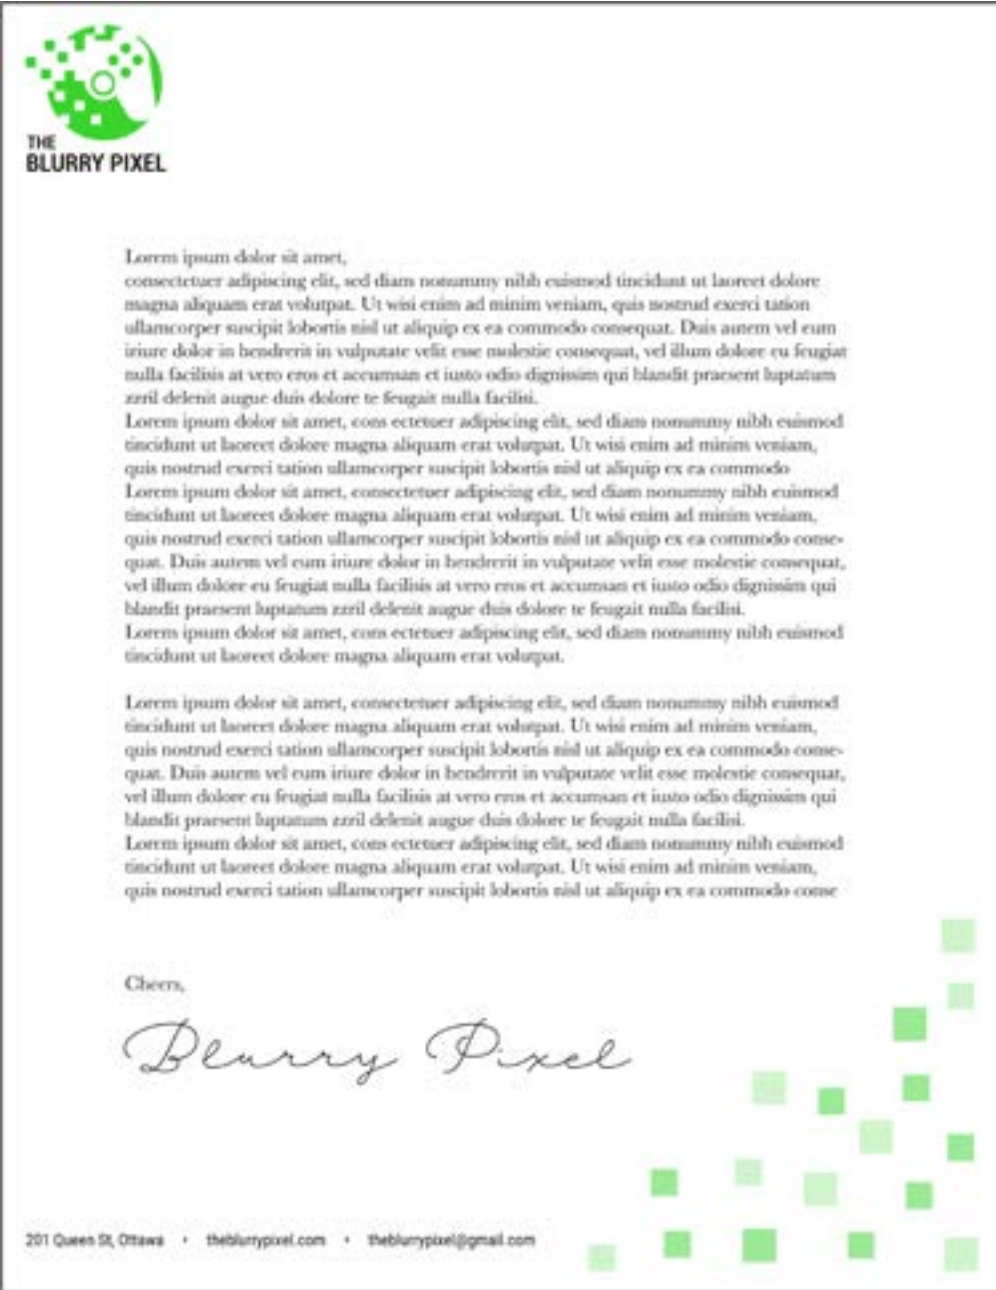 THE
BLURRY PIXEL
Lorem ipsum dolor sit amet,
consectetuer adipiscing elit, sed diam nonummy nibh euismod tincidunt ut laoreet dolore
magna aliquam erat volutpat. Ut wisi enim ad minim veniam, quis nostrud exerci tation
ullamcorper suscipit lobortis nisl ut aliquip ex ea commodo consequat. Duis autem vel eum
iriure dolor in hendrerit in vulputate velit esse molestie consequat, vel illum dolore eu feugiat
nulla facilisis at vero eros et accumsan et iusto odio dignissim qui blandit praesent luptatum
zzril delenit augue duis dolore te feugait nulla facilisi.
Lorem ipsum dolor sit amet, cons ectetuer adipiscing elit, sed diam nonummy nibh euismod
tincidunt ut laoreet dolore magna aliquam erat volutpat. Ut wisi enim ad minim veniam,
quis nostrud exerci tation ullamcorper suscipit lobortis nisl ut aliquip ex ea commodo
Lorem ipsum dolor sit amet, consectetuer adipiscing elit, sed diam nonummy nibh euismod
tincidunt ut laoreet dolore magna aliquam erat volutpat. Ut wisi enim ad minim veniam,
quis nostrud exerci tation ullamcorper suscipit lobortis nisl ut aliquip ex ea commodo conse-
quat. Duis autem vel eum iriure dolor in hendrerit in vulputate velit esse molestie consequat,
vel illum dolore eu feugiat nulla facilisis at vero eros et accumsan et iusto odio dignissim qui
blandit praesent luptatum zzril delenit augue duis dolore te feugait nulla facilisi.
Lorem ipsum dolor sit amet, cons ectetuer adipiscing elit, sed diam nonummy nibh euismod
tincidunt ut laoreet dolore magna aliquam erat volutpat.
Lorem ipsum dolor sit amet, consectetuer adipiscing elit, sed diam nonummy nibh euismod
tincidunt ut laoreet dolore magna aliquam erat volutpat. Ut wisi enim ad minim veniam,
quis nostrud exerci tation ullamcorper suscipit lobortis nisl ut aliquip ex ea commodo conse-
quat. Duis autem vel eum iriure dolor in hendrerit in vulputate velit esse molestie consequat,
vel illum dolore eu feugiat nulla facilisis at vero eros et accumsan et iusto odio dignissim qui
blandit praesent luptatum zzril delenit augue duis dolore te feugait nulla facilisi.
Lorem ipsum dolor sit amet, cons ectetuer adipiscing elit, sed diam nonummy nibh euismod
tincidunt ut laoreet dolore magna aliquam erat volutpat. Ut wisi enim ad minim veniam,
quis nostrud exerci tation ullamcorper suscipit lobortis nisl ut aliquip ex ea commodo conse
Cheers,
Blurry Pixel
201 Queen St, Ottawa • theblurrypixel.com • theblurrypixel@gmail.com